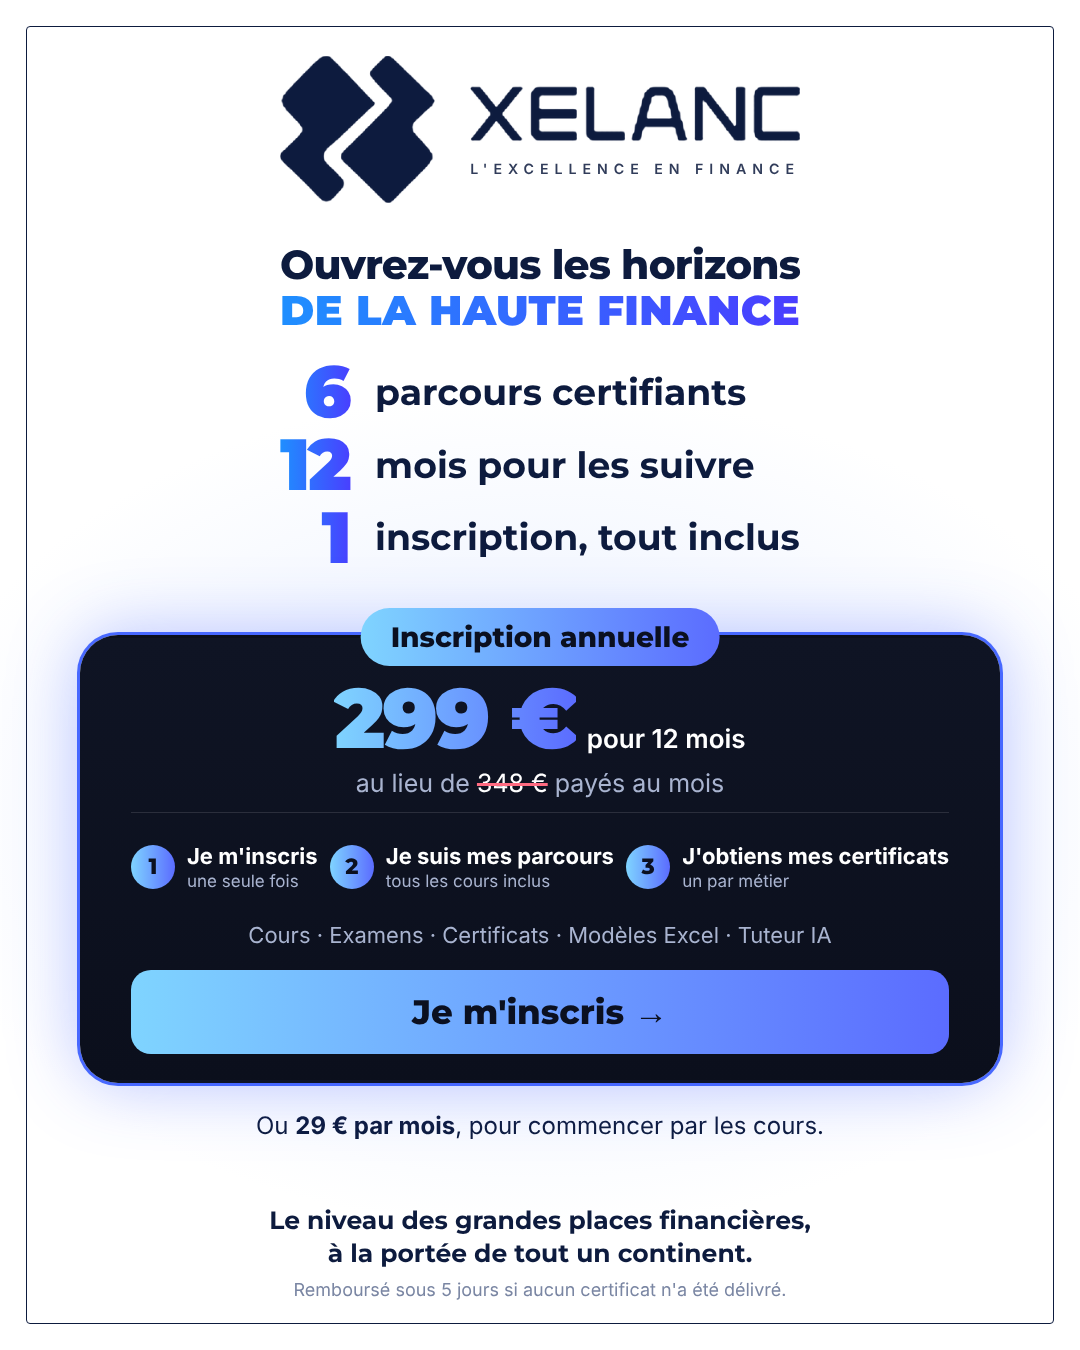 XELANC
L'EXCELLENCE EN FINANCE
Ouvrez-vous les horizons
DE LA HAUTE FINANCE
6 parcours certifiants
12 mois pour les suivre
1 inscription, tout inclus
Inscription annuelle
299 € pour 12 mois
au lieu de 348 € payés au mois
1 Je m'inscris
une seule fois
2 Je suis mes parcours
tous les cours inclus
3 J'obtiens mes certificats
un par métier
Cours · Examens · Certificats · Modèles Excel · Tuteur IA
Je m'inscris →
Ou 29 € par mois, pour commencer par les cours.
Le niveau des grandes places financières,
à la portée de tout un continent.
Remboursé sous 5 jours si aucun certificat n'a été délivré.